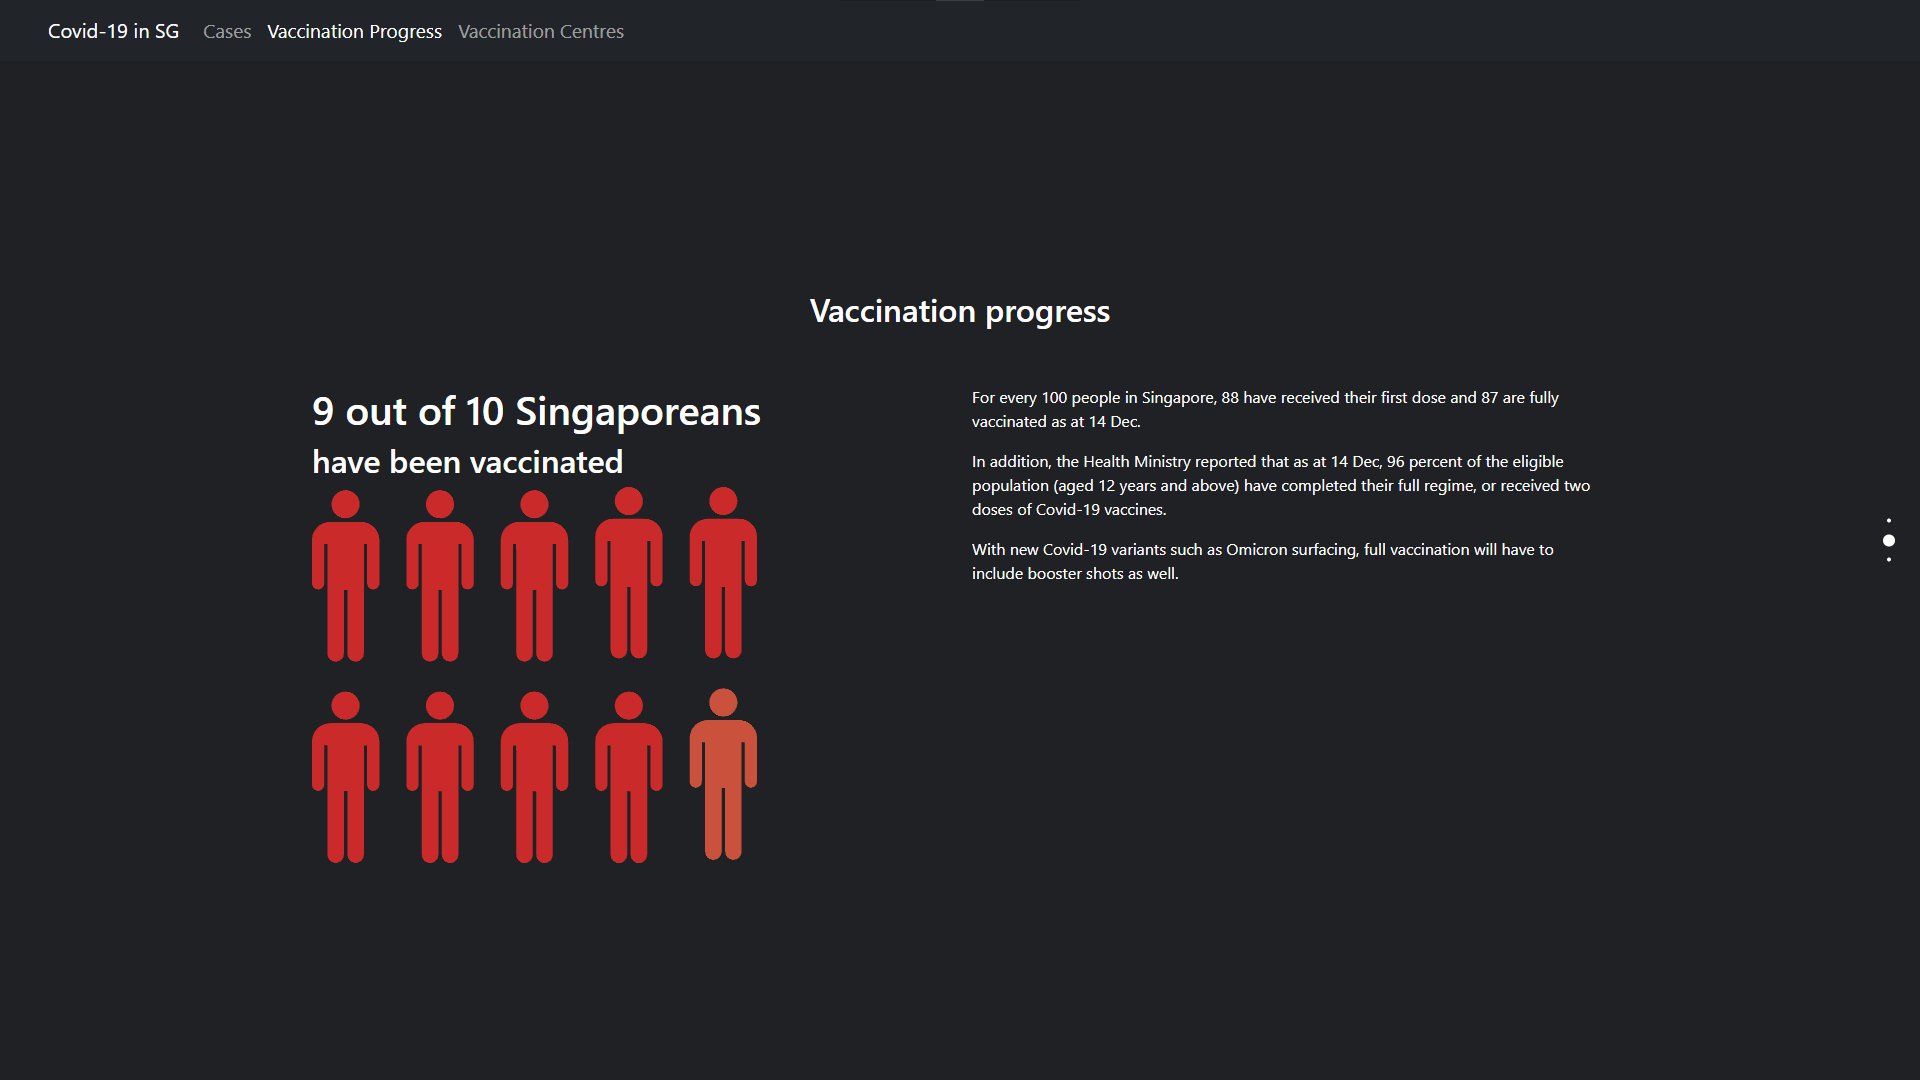 Covid-19 in SG Cases Vaccination Progress Vaccination Centres
Vaccination progress
9 out of 10 Singaporeans
have been vaccinated
For every 100 people in Singapore, 88 have received their first dose and 87 are fully
vaccinated as at 14 Dec.
In addition, the Health Ministry reported that as at 14 Dec, 96 percent of the eligible
population (aged 12 years and above) have completed their full regime, or received two
doses of Covid-19 vaccines.
With new Covid-19 variants such as Omicron surfacing, full vaccination will have to
include booster shots as well.